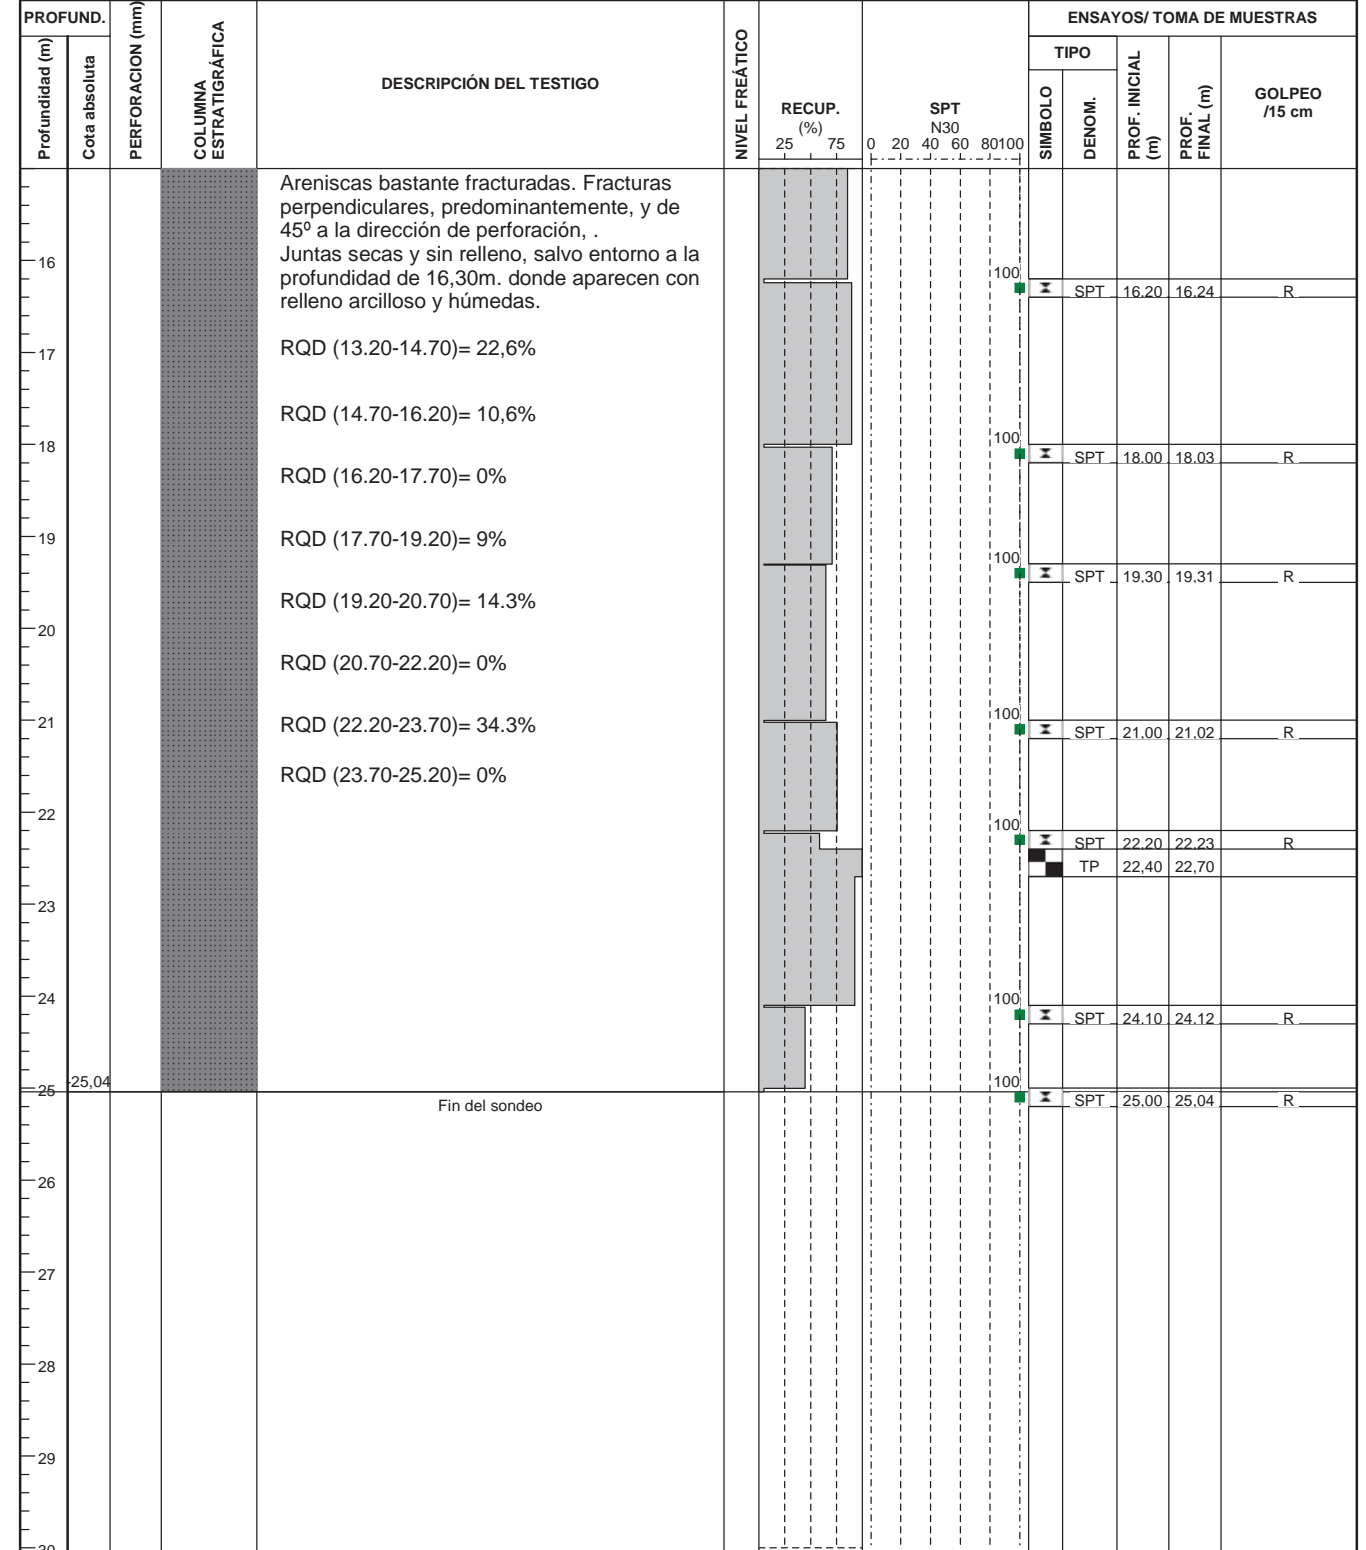 PROFUND.
Profundidad (m)
Cota absoluta
PERFORACION (mm)
COLUMNA
ESTRATIGRÁFICA
DESCRIPCIÓN DEL TESTIGO
NIVEL FREÁTICO
RECUP.
(%)
25 75
SPT
N30
0 20 40 60 80 100
ENSAYOS/ TOMA DE MUESTRAS
TIPO
SIMBOLO
DENOM.
PROF. INICIAL
(m)
PROF.
FINAL (m)
GOLPEO
/15 cm
Areniscas bastante fracturadas. Fracturas
perpendiculares, predominantemente, y de
45º a la dirección de perforación, .
Juntas secas y sin relleno, salvo entorno a la
profundidad de 16,30m. donde aparecen con
relleno arcilloso y húmedas.
RQD (13.20-14.70)= 22,6%
RQD (14.70-16.20)= 10,6%
RQD (16.20-17.70)= 0%
RQD (17.70-19.20)= 9%
RQD (19.20-20.70)= 14.3%
RQD (20.70-22.20)= 0%
RQD (22.20-23.70)= 34.3%
RQD (23.70-25.20)= 0%
16
17
18
19
20
21
22
23
24
25
-25,04
Fin del sondeo
26
27
28
29
30
100
SPT 16,20 16,24 R
100
SPT 18,00 18,03 R
100
SPT 19,30 19,31 R
100
SPT 21,00 21,02 R
100
SPT 22,20 22,23 R
TP 22,40 22,70
100
SPT 24,10 24,12 R
100
SPT 25,00 25,04 R